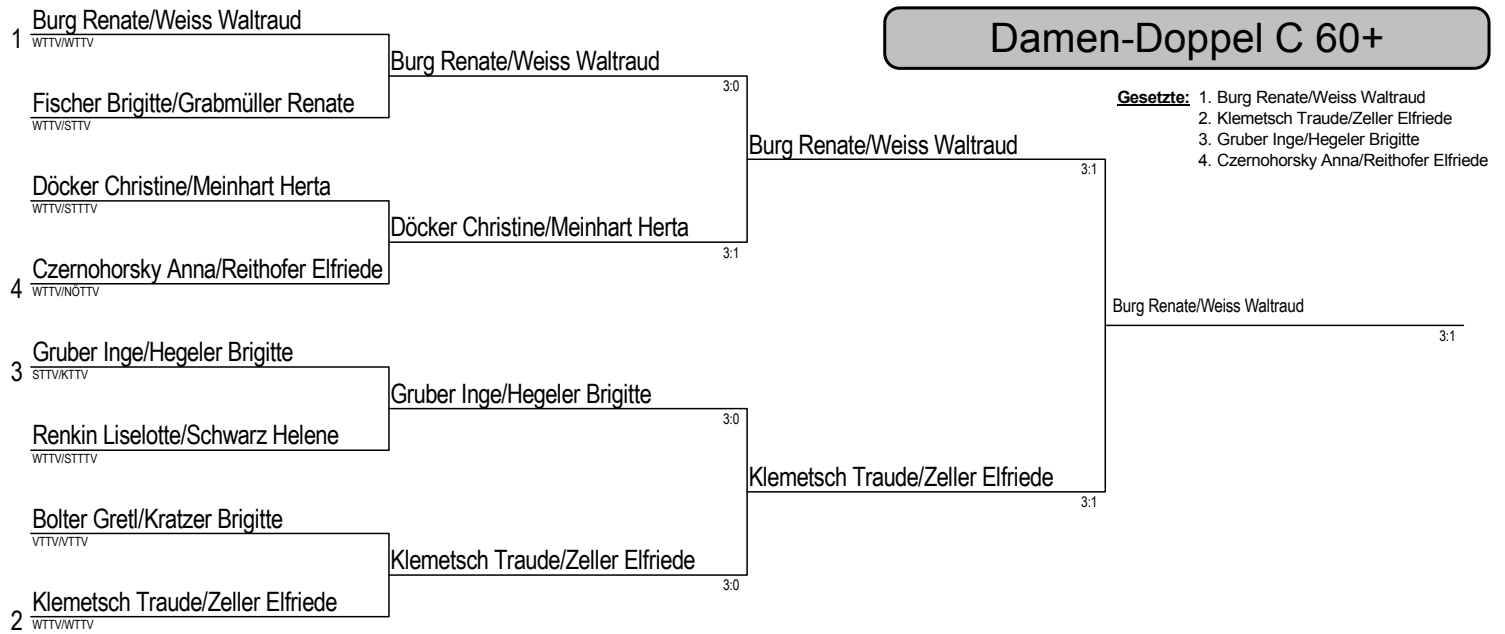 Damen-Doppel C 60+
Gesetzte: 1. Burg Renate/Weiss Waltraud
2. Klemetsch Traude/Zeller Elfriede
3. Gruber Inge/Hegeler Brigitte
4. Czernohorsky Anna/Reithofer Elfriede
1 Burg Renate/Weiss Waltraud
WTTV/WTTV
Fischer Brigitte/Grabmüller Renate
WTTV/STTV
Döcker Christine/Meinhart Herta
WTTV/STTTV
4 Czernohorsky Anna/Reithofer Elfriede
WTTV/NÖTTV
3 Gruber Inge/Hegeler Brigitte
STTV/KTTV
Renkin Liselotte/Schwarz Helene
WTTV/STTTV
Bolter Gretl/Kratzer Brigitte
VTTV/VTTV
2 Klemetsch Traude/Zeller Elfriede
WTTV/WTTV
Burg Renate/Weiss Waltraud
3:0
Döcker Christine/Meinhart Herta
3:1
Gruber Inge/Hegeler Brigitte
3:0
Klemetsch Traude/Zeller Elfriede
3:0
Burg Renate/Weiss Waltraud
3:1
Klemetsch Traude/Zeller Elfriede
3:1
Burg Renate/Weiss Waltraud
3:1